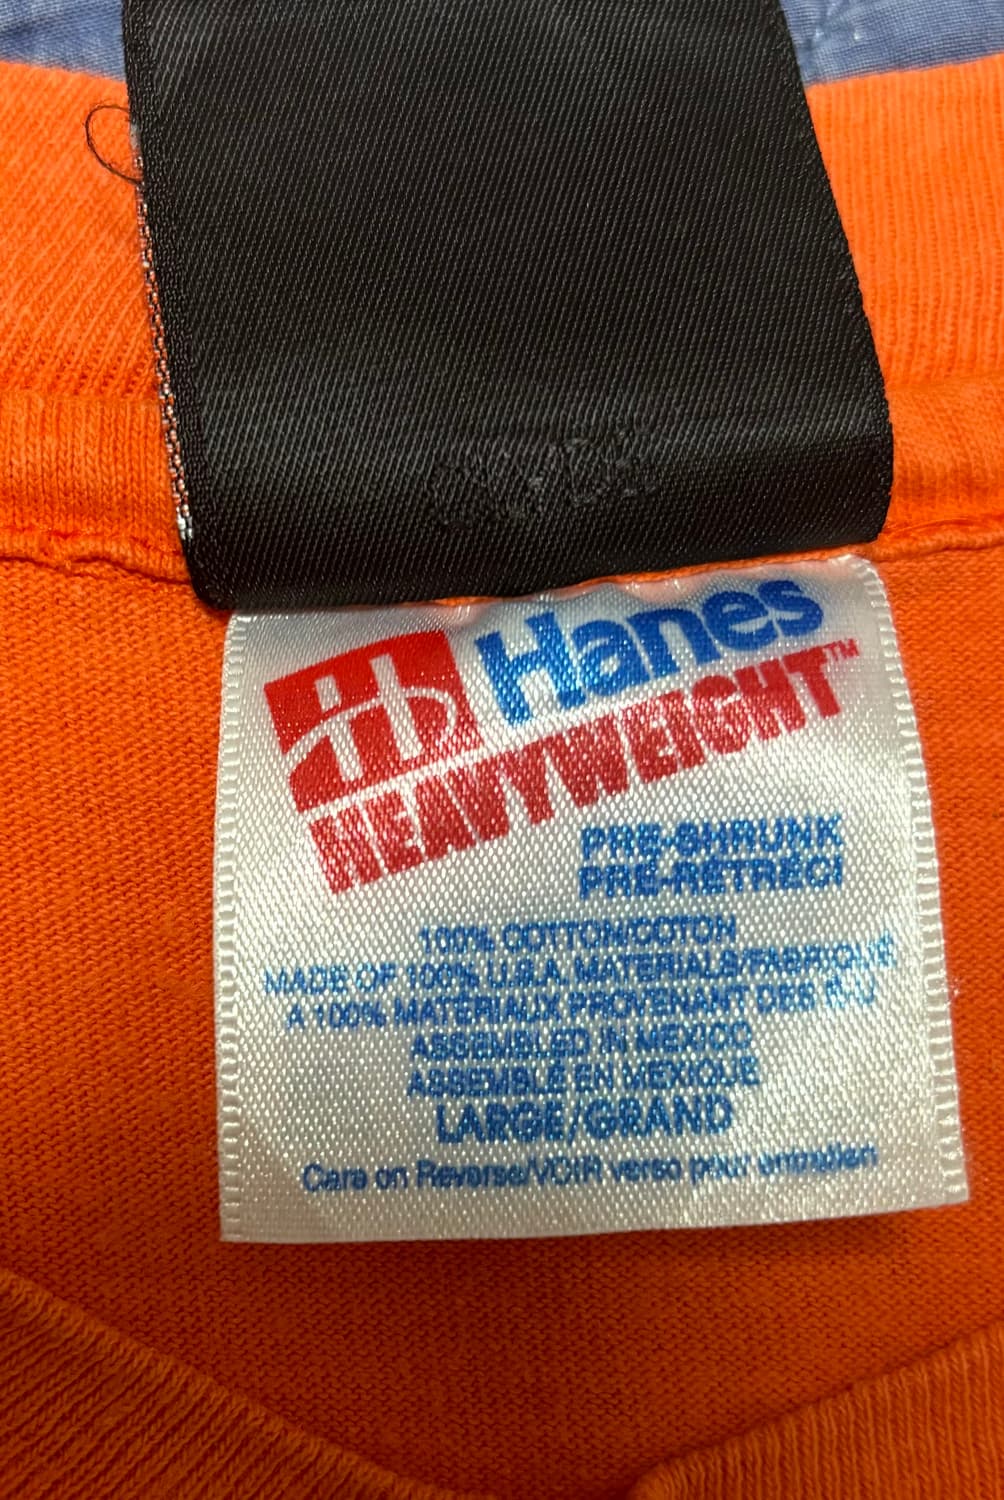 Hanes
HEAVYWEIGHT™
PRE-SHRUNK
PRÉ-RÉTRÉCI
100% COTTON/COTON
MADE OF 100% U.S.A. MATERIALS/FABRIQUÉ
À 100% MATÉRIAUX PROVENANT DES É.-U.
ASSEMBLED IN MEXICO
ASSEMBLÉ EN MEXIQUE
LARGE/GRAND
Care on Reverse/VOIR verso pour entretien